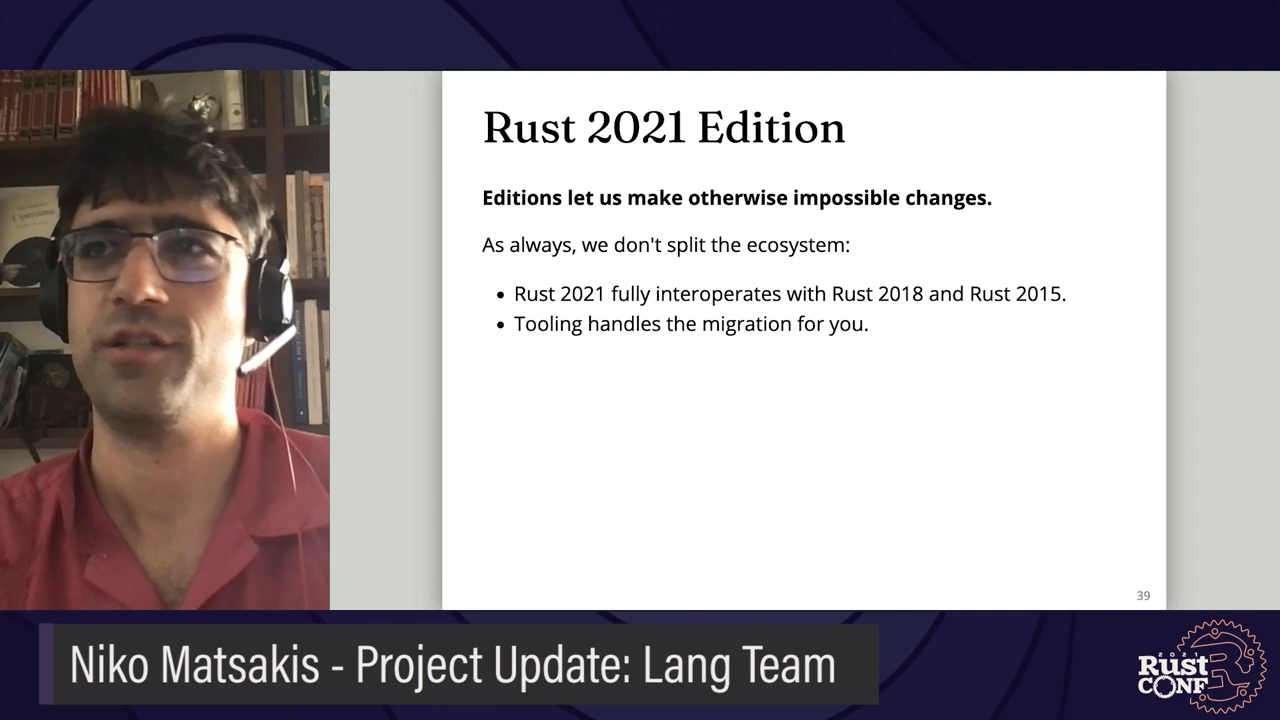 Rust 2021 Edition
Editions let us make otherwise impossible changes.
As always, we don't split the ecosystem:
• Rust 2021 fully interoperates with Rust 2018 and Rust 2015.
• Tooling handles the migration for you.
39
Niko Matsakis - Project Update: Lang Team
2021
Rust
CONF